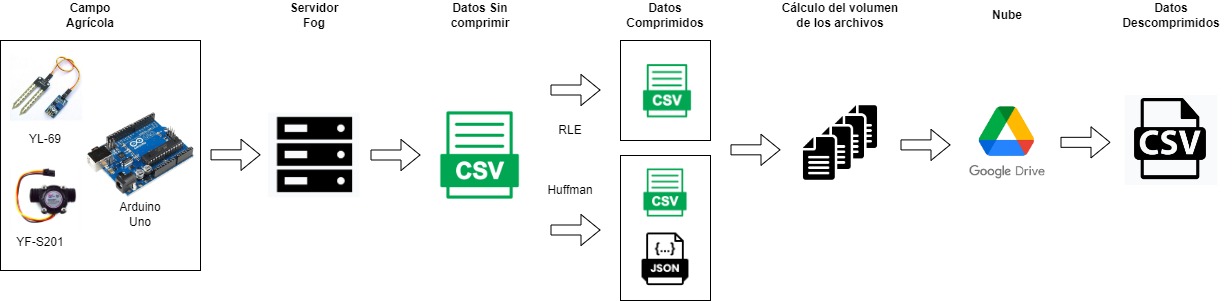 Campo
Agrícola
Servidor
Fog
Datos Sin
comprimir
Datos
Comprimidos
Cálculo del volumen
de los archivos
Nube
Datos
Descomprimidos
YL-69
Arduino
Uno
YF-S201
CSV
RLE
Huffman
CSV
CSV
{...}
JSON
Google Drive
CSV